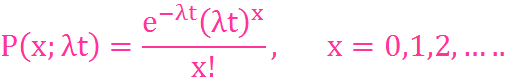 P(x; λt) = e^{−λt}(λt)^x / x! , x = 0,1,2, … ..